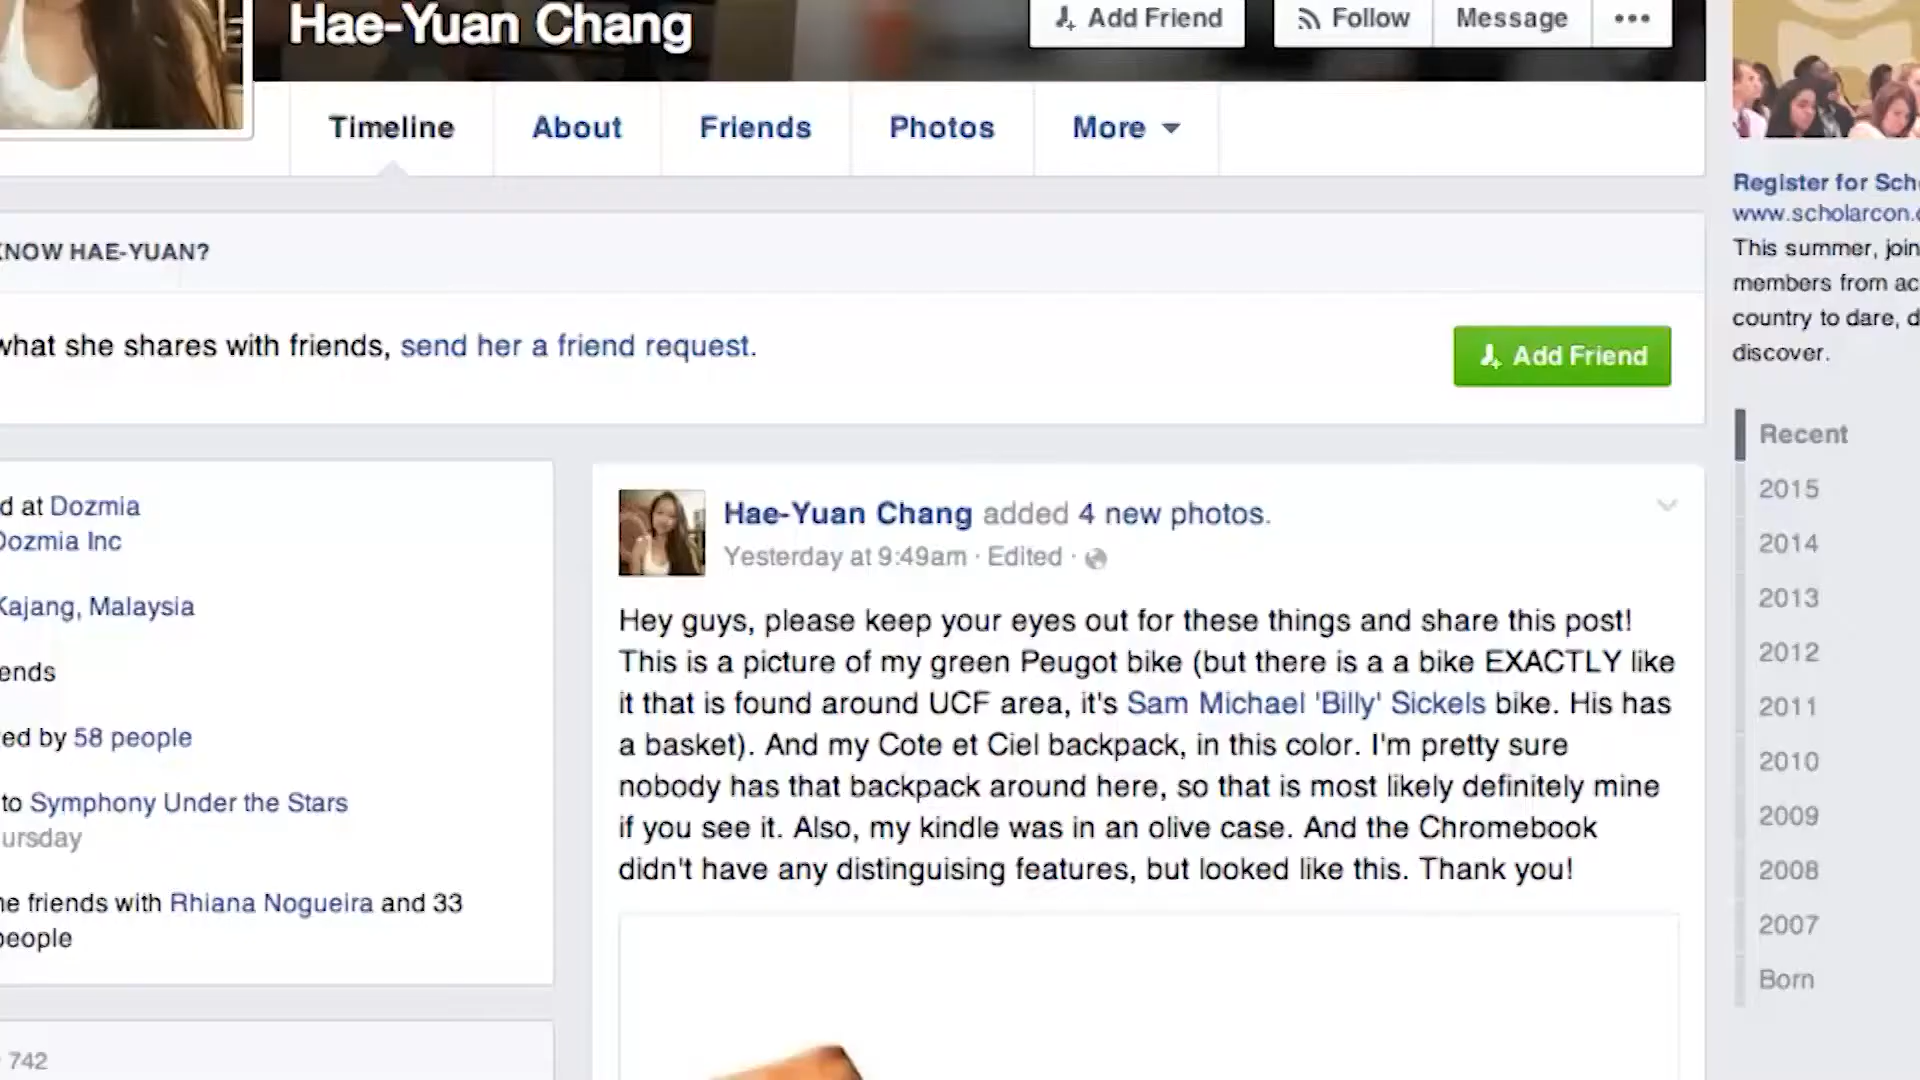 Hae-Yuan Chang
Add Friend
Follow
Message
Timeline
About
Friends
Photos
More
KNOW HAE-YUAN?
what she shares with friends, send her a friend request.
Add Friend
d at Dozmia
Dozmia Inc
Kajang, Malaysia
ends
ed by 58 people
to Symphony Under the Stars
ursday
friends with Rhiana Nogueira and 33
people
742
Hae-Yuan Chang added 4 new photos.
Yesterday at 9:49am · Edited ·
Hey guys, please keep your eyes out for these things and share this post!
This is a picture of my green Peugot bike (but there is a a bike EXACTLY like
it that is found around UCF area, it's Sam Michael 'Billy' Sickels bike. His has
a basket). And my Cote et Ciel backpack, in this color. I'm pretty sure
nobody has that backpack around here, so that is most likely definitely mine
if you see it. Also, my kindle was in an olive case. And the Chromebook
didn't have any distinguising features, but looked like this. Thank you!
Register for Sch
www.scholarcon.
This summer, join
members from ac
country to dare, d
discover.
Recent
2015
2014
2013
2012
2011
2010
2009
2008
2007
Born